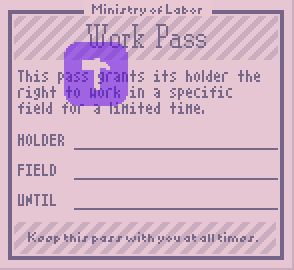 Ministry of Labor
Work Pass
This pass grants its holder the
right to work in a specific
field for a limited time.
HOLDER
FIELD
UNTIL
Keep this pass with you at all times.